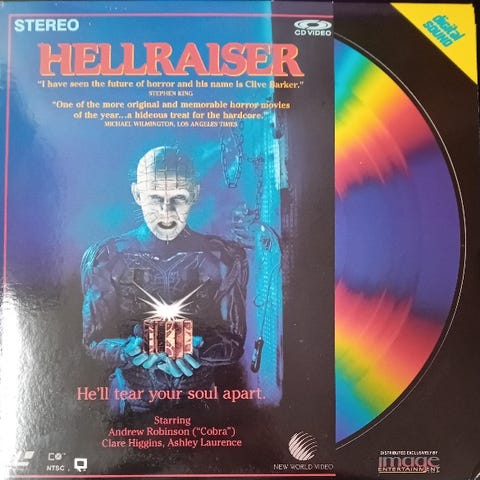 STEREO
CD VIDEO
digital
SOUND
HELLRAISER
"I have seen the future of horror and his name is Clive Barker."
STEPHEN KING
"One of the more original and memorable horror movies
of the year...a hideous treat for the hardcore."
MICHAEL WILMINGTON, LOS ANGELES TIMES
He'll tear your soul apart.
Starring
Andrew Robinson ("Cobra")
Clare Higgins, Ashley Laurence
NTSC
NEW WORLD VIDEO
DISTRIBUTED EXCLUSIVELY BY
image
ENTERTAINMENT